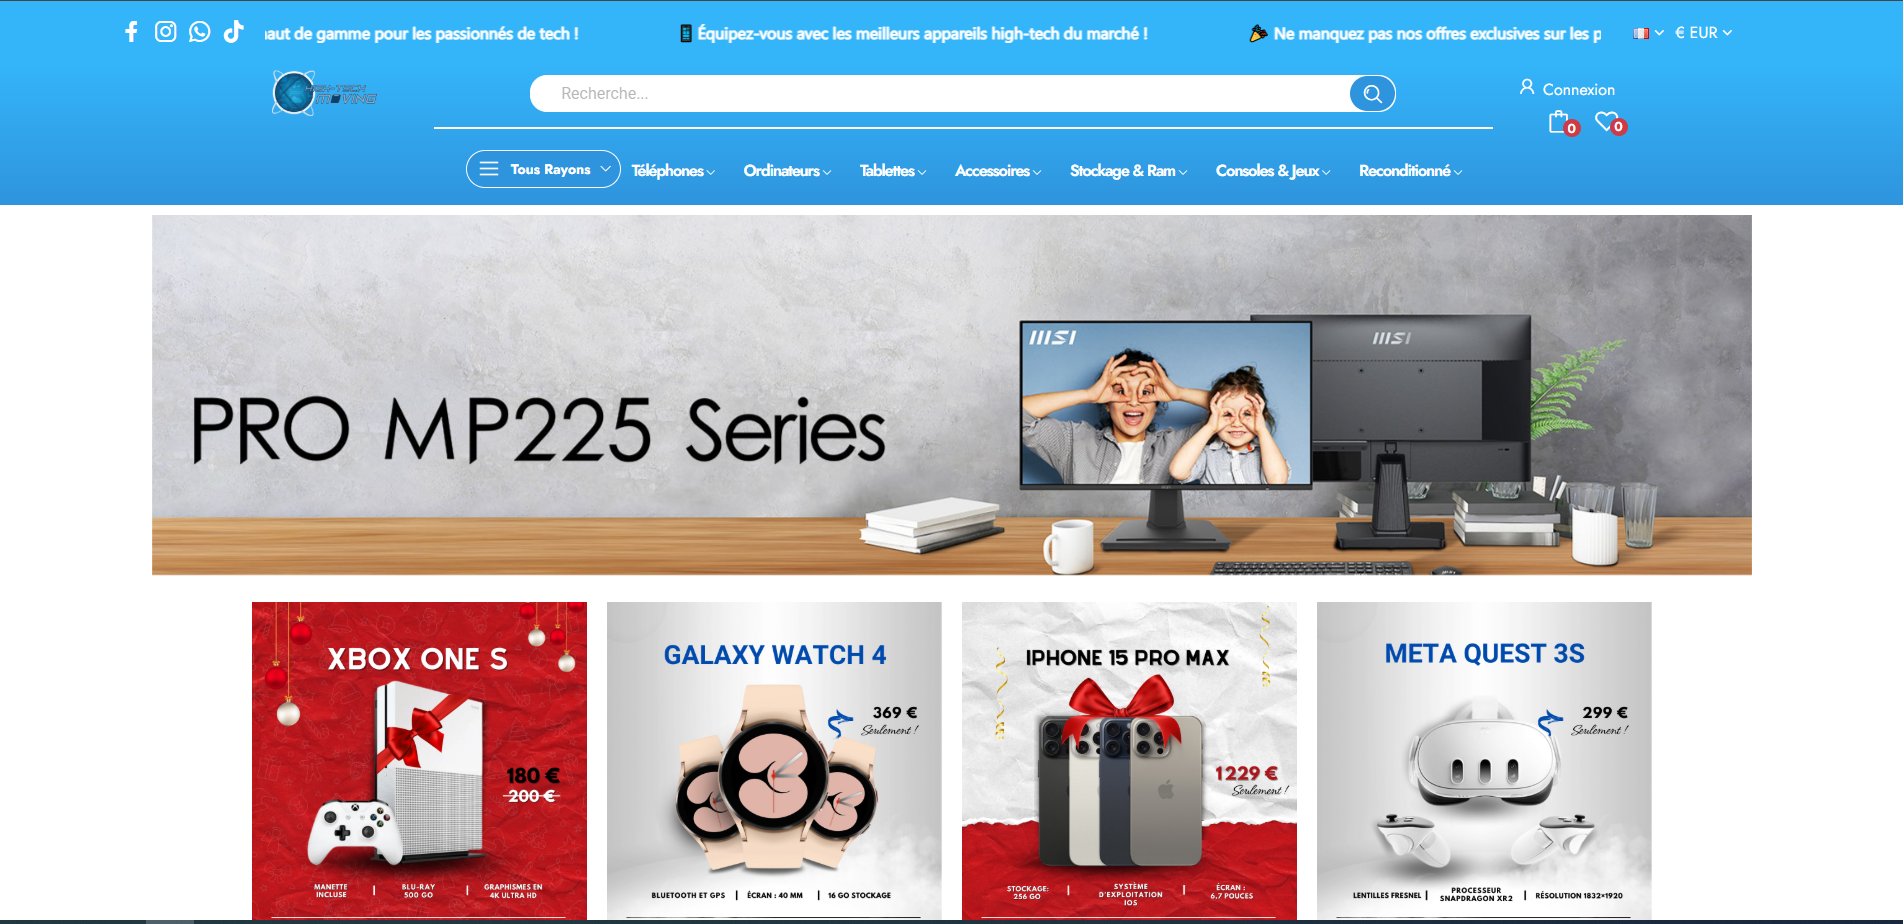 haut de gamme pour les passionnés de tech !
Équipez-vous avec les meilleurs appareils high-tech du marché !
Ne manquez pas nos offres exclusives sur les p
€ EUR
HIGH-TECH
MOVING
Recherche...
Connexion
0
0
Tous Rayons
Téléphones
Ordinateurs
Tablettes
Accessoires
Stockage & Ram
Consoles & Jeux
Reconditionné
PRO MP225 Series
msi
msi
XBOX ONE S
180 €
200 €
MANETTE
INCLUSE
BLU-RAY
500 GO
GRAPHISMES EN
4K ULTRA HD
GALAXY WATCH 4
369 €
Seulement !
BLUETOOTH ET GPS
ÉCRAN : 40 MM
16 GO STOCKAGE
IPHONE 15 PRO MAX
1229 €
Seulement !
STOCKAGE:
256 GO
SYSTÈME
D'EXPLOITATION
IOS
ÉCRAN :
6,7 POUCES
META QUEST 3S
299 €
Seulement !
LENTILLES FRESNEL
PROCESSEUR
SNAPDRAGON XR2
RÉSOLUTION 1832×1920